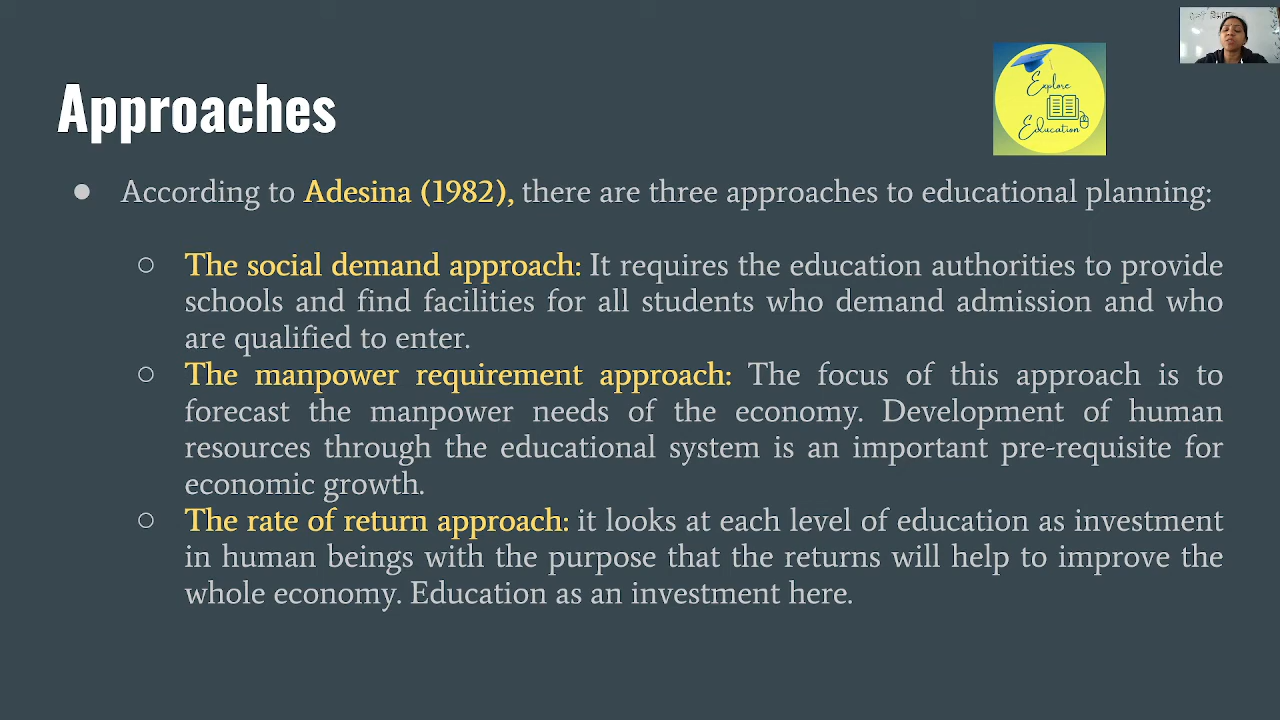 Explore
Education
Approaches
● According to Adesina (1982), there are three approaches to educational planning:
○ The social demand approach: It requires the education authorities to provide
schools and find facilities for all students who demand admission and who
are qualified to enter.
○ The manpower requirement approach: The focus of this approach is to
forecast the manpower needs of the economy. Development of human
resources through the educational system is an important pre-requisite for
economic growth.
○ The rate of return approach: it looks at each level of education as investment
in human beings with the purpose that the returns will help to improve the
whole economy. Education as an investment here.